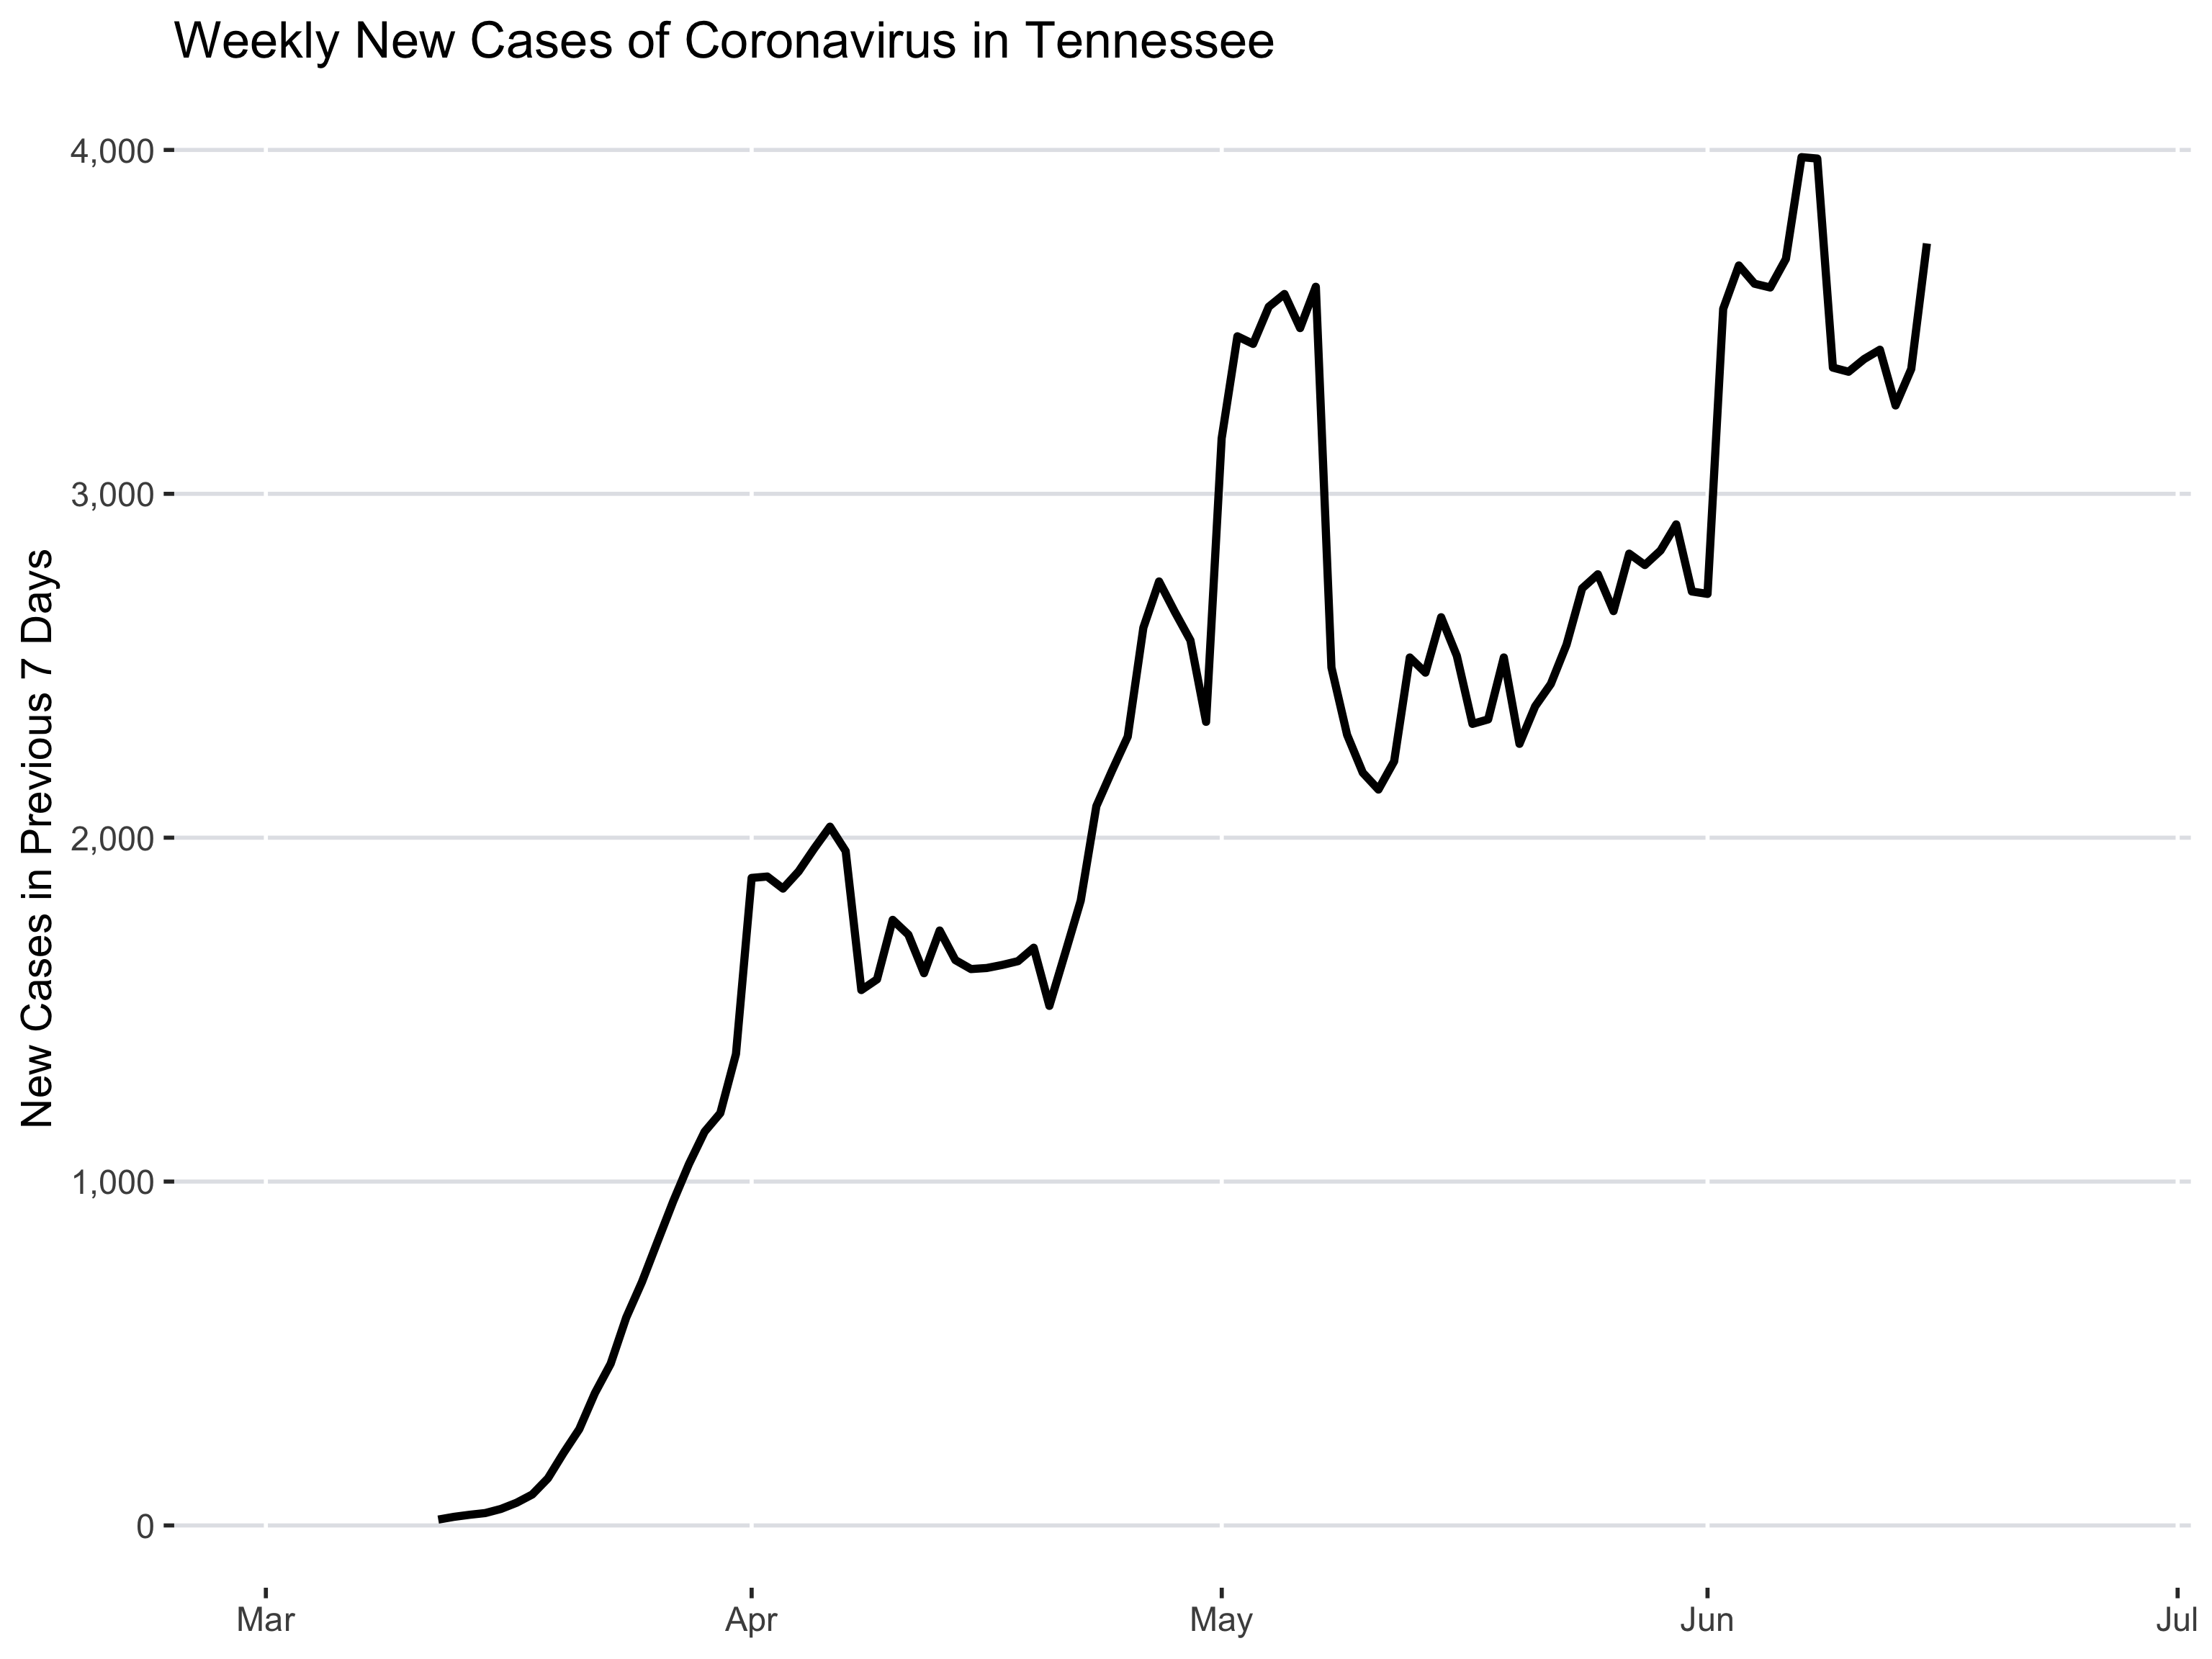 Weekly New Cases of Coronavirus in Tennessee
New Cases in Previous 7 Days
4,000
3,000
2,000
1,000
0
Mar
Apr
May
Jun
Jul